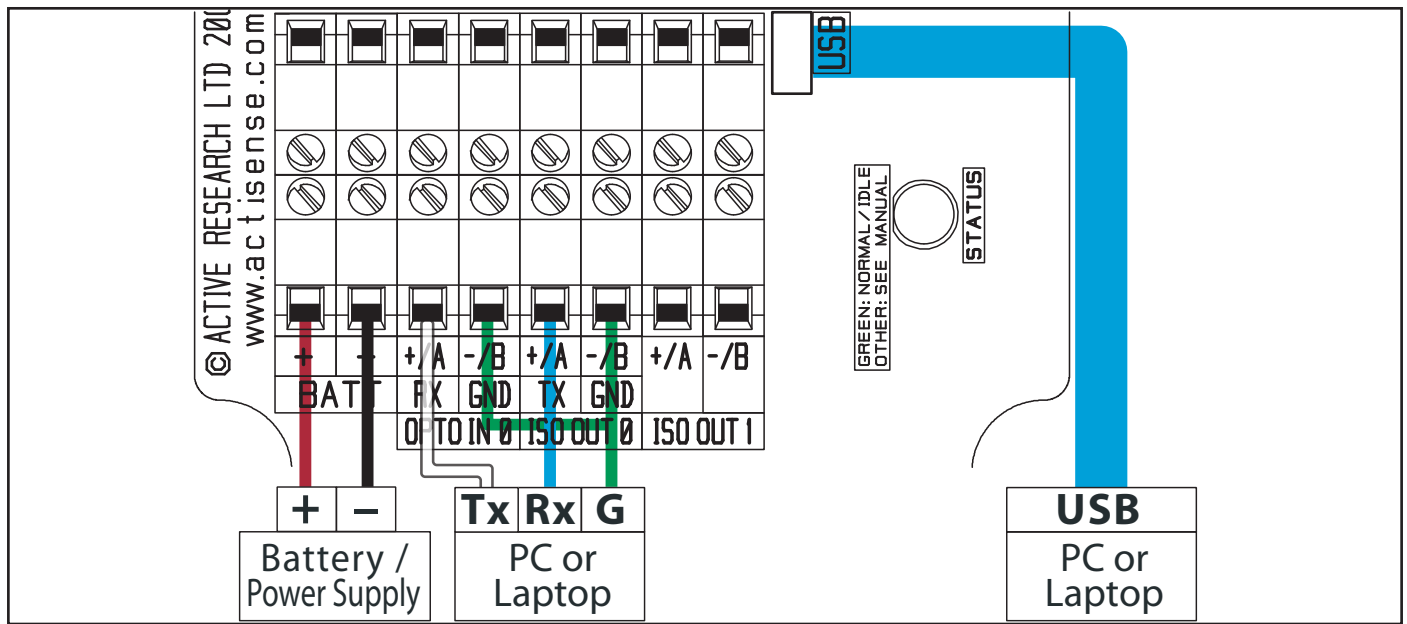 © ACTIVE RESEARCH LTD 200
www.actisense.com
USB
GREEN: NORMAL/IDLE
OTHER: SEE MANUAL
STATUS
+ - +/A -/B +/A -/B +/A -/B
BATT RX GND TX GND
OPTO IN 0 ISO OUT 0 ISO OUT 1
+ − Tx Rx G USB
Battery /
Power Supply
PC or
Laptop
PC or
Laptop